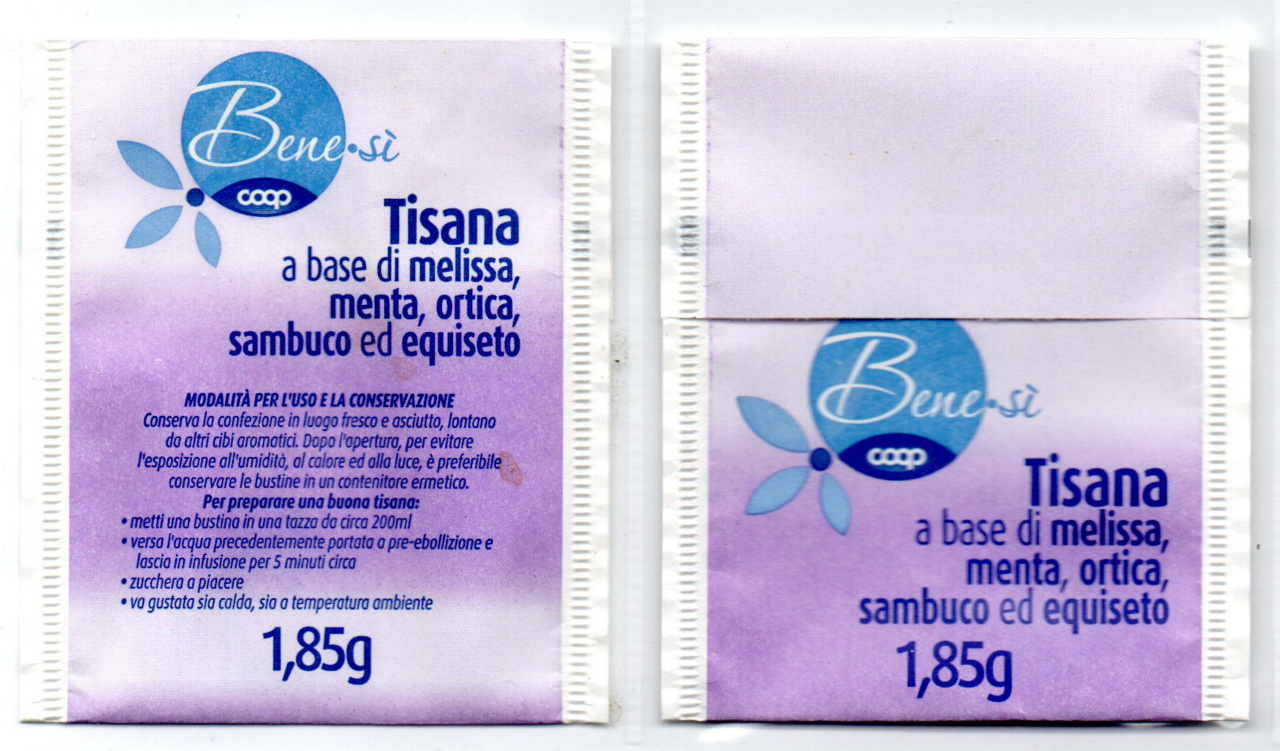 Bene·sì
coop
Tisana
a base di melissa,
menta, ortica,
sambuco ed equiseto
MODALITÀ PER L'USO E LA CONSERVAZIONE
Conserva la confezione in luogo fresco e asciutto, lontano
da altri cibi aromatici. Dopo l'apertura, per evitare
l'esposizione all'umidità, al calore ed alla luce, è preferibile
conservare le bustine in un contenitore ermetico.
Per preparare una buona tisana:
• metti una bustina in una tazza da circa 200ml
• versa l'acqua precedentemente portata a pre-ebollizione e
lascia in infusione per 5 minuti circa
• zucchera a piacere
• va gustata sia calda, sia a temperatura ambiente
1,85g
Bene·sì
coop
Tisana
a base di melissa,
menta, ortica,
sambuco ed equiseto
1,85g